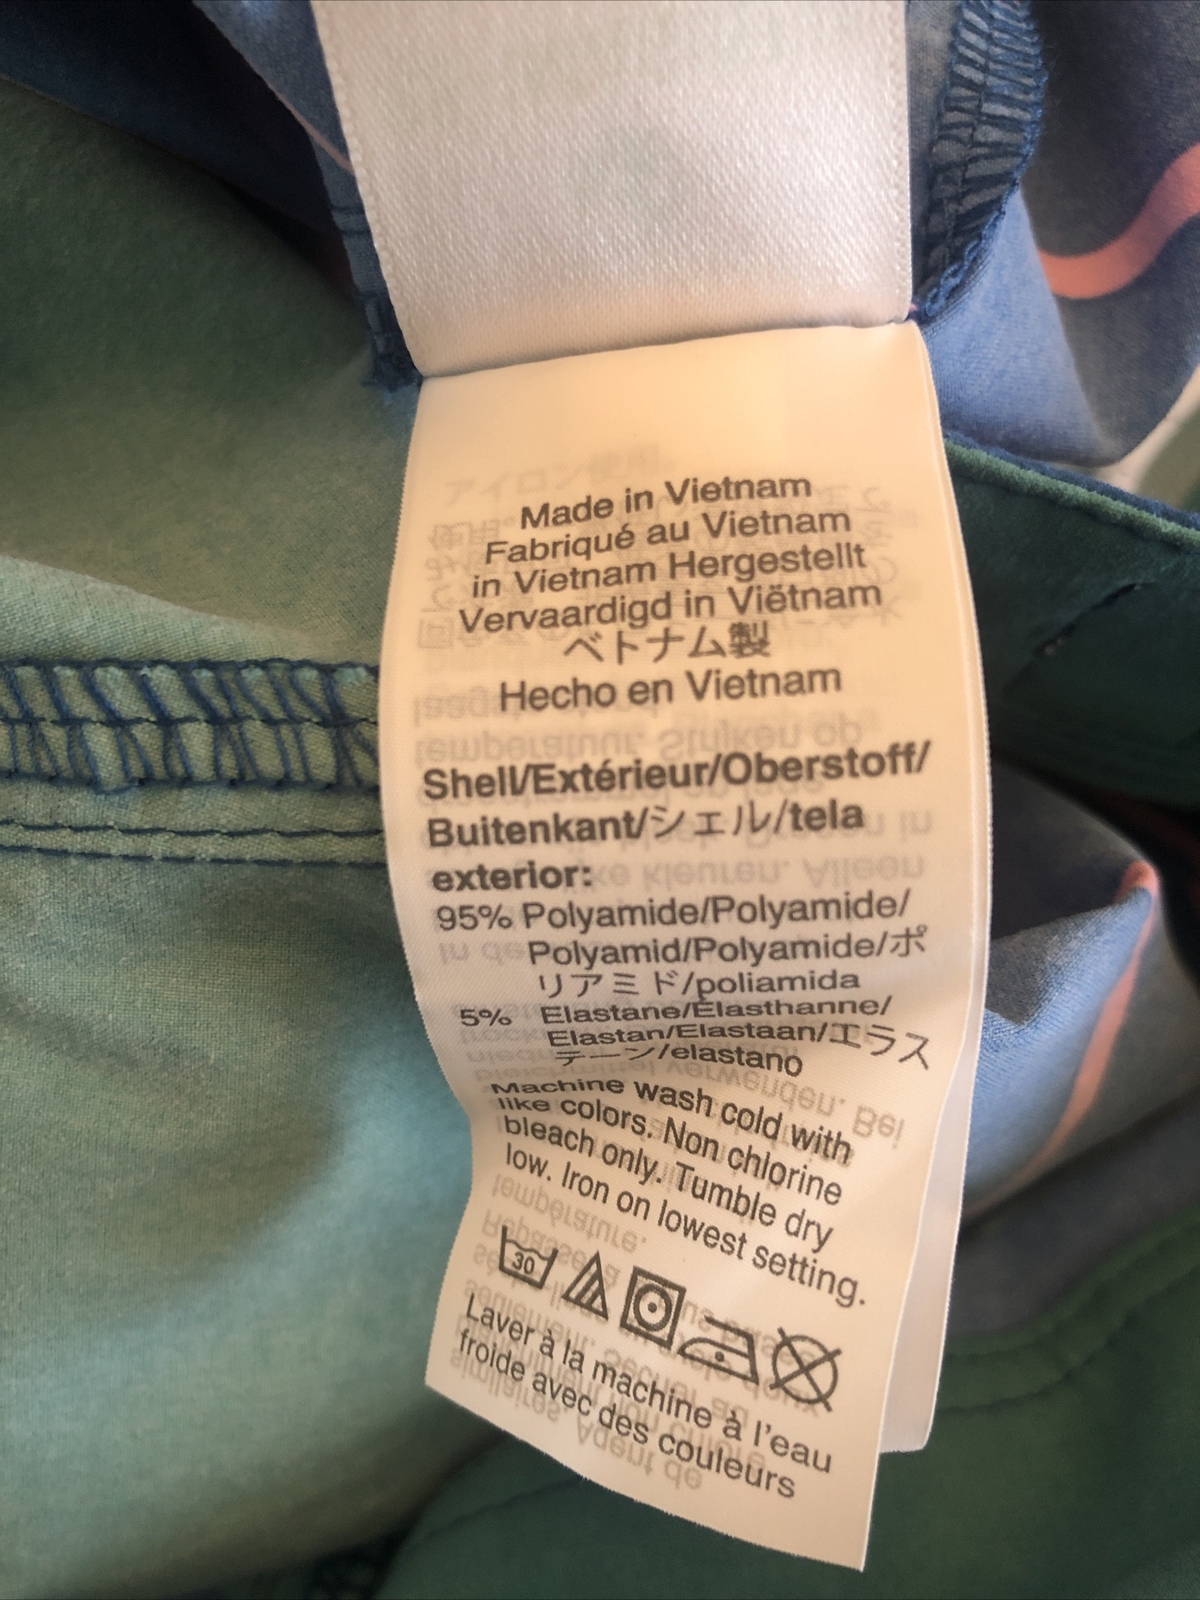 Made in Vietnam
Fabriqué au Vietnam
in Vietnam Hergestellt
Vervaardigd in Viëtnam
ベトナム製
Hecho en Vietnam
Shell/Extérieur/Oberstoff/
Buitenkant/シェル/tela
exterior:
95% Polyamide/Polyamide/
Polyamid/Polyamide/ポ
リアミド/poliamida
5% Elastane/Élasthanne/
Elastan/Elastaan/エラス
テーン/elastano
Machine wash cold with
like colors. Non chlorine
bleach only. Tumble dry
low. Iron on lowest setting.
30
Laver à la machine à l'eau
froide avec des couleurs